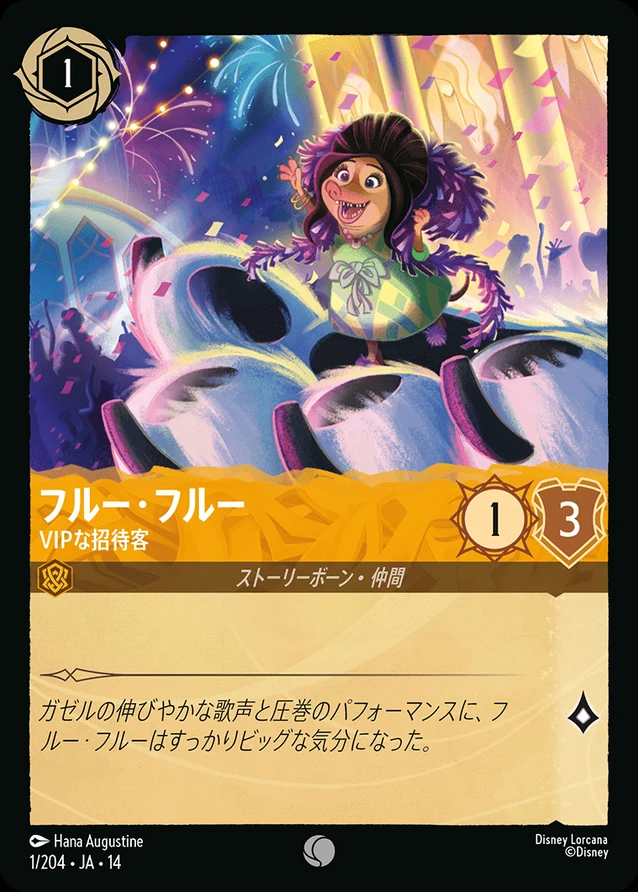 1
フルー・フルー
VIPな招待客
1
3
ストーリーボーン・仲間
ガゼルの伸びやかな歌声と圧巻のパフォーマンスに、フ
ルー・フルーはすっかりビッグな気分になった。
Hana Augustine
1/204 • JA • 14
Disney Lorcana
©Disney